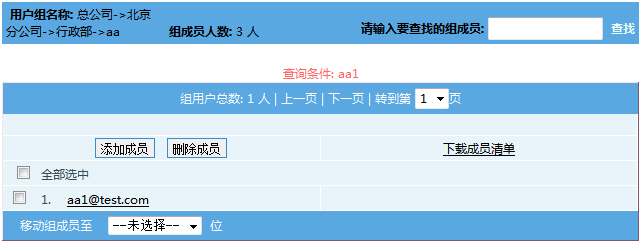 用户组名称: 总公司->北京
分公司->行政部->aa 组成员人数: 3 人 请输入要查找的组成员: 查找
查询条件: aa1
组用户总数: 1 人 | 上一页 | 下一页 | 转到第 1 页
添加成员 删除成员 下载成员清单
全部选中
1. aa1@test.com
移动组成员至 --未选择-- 位